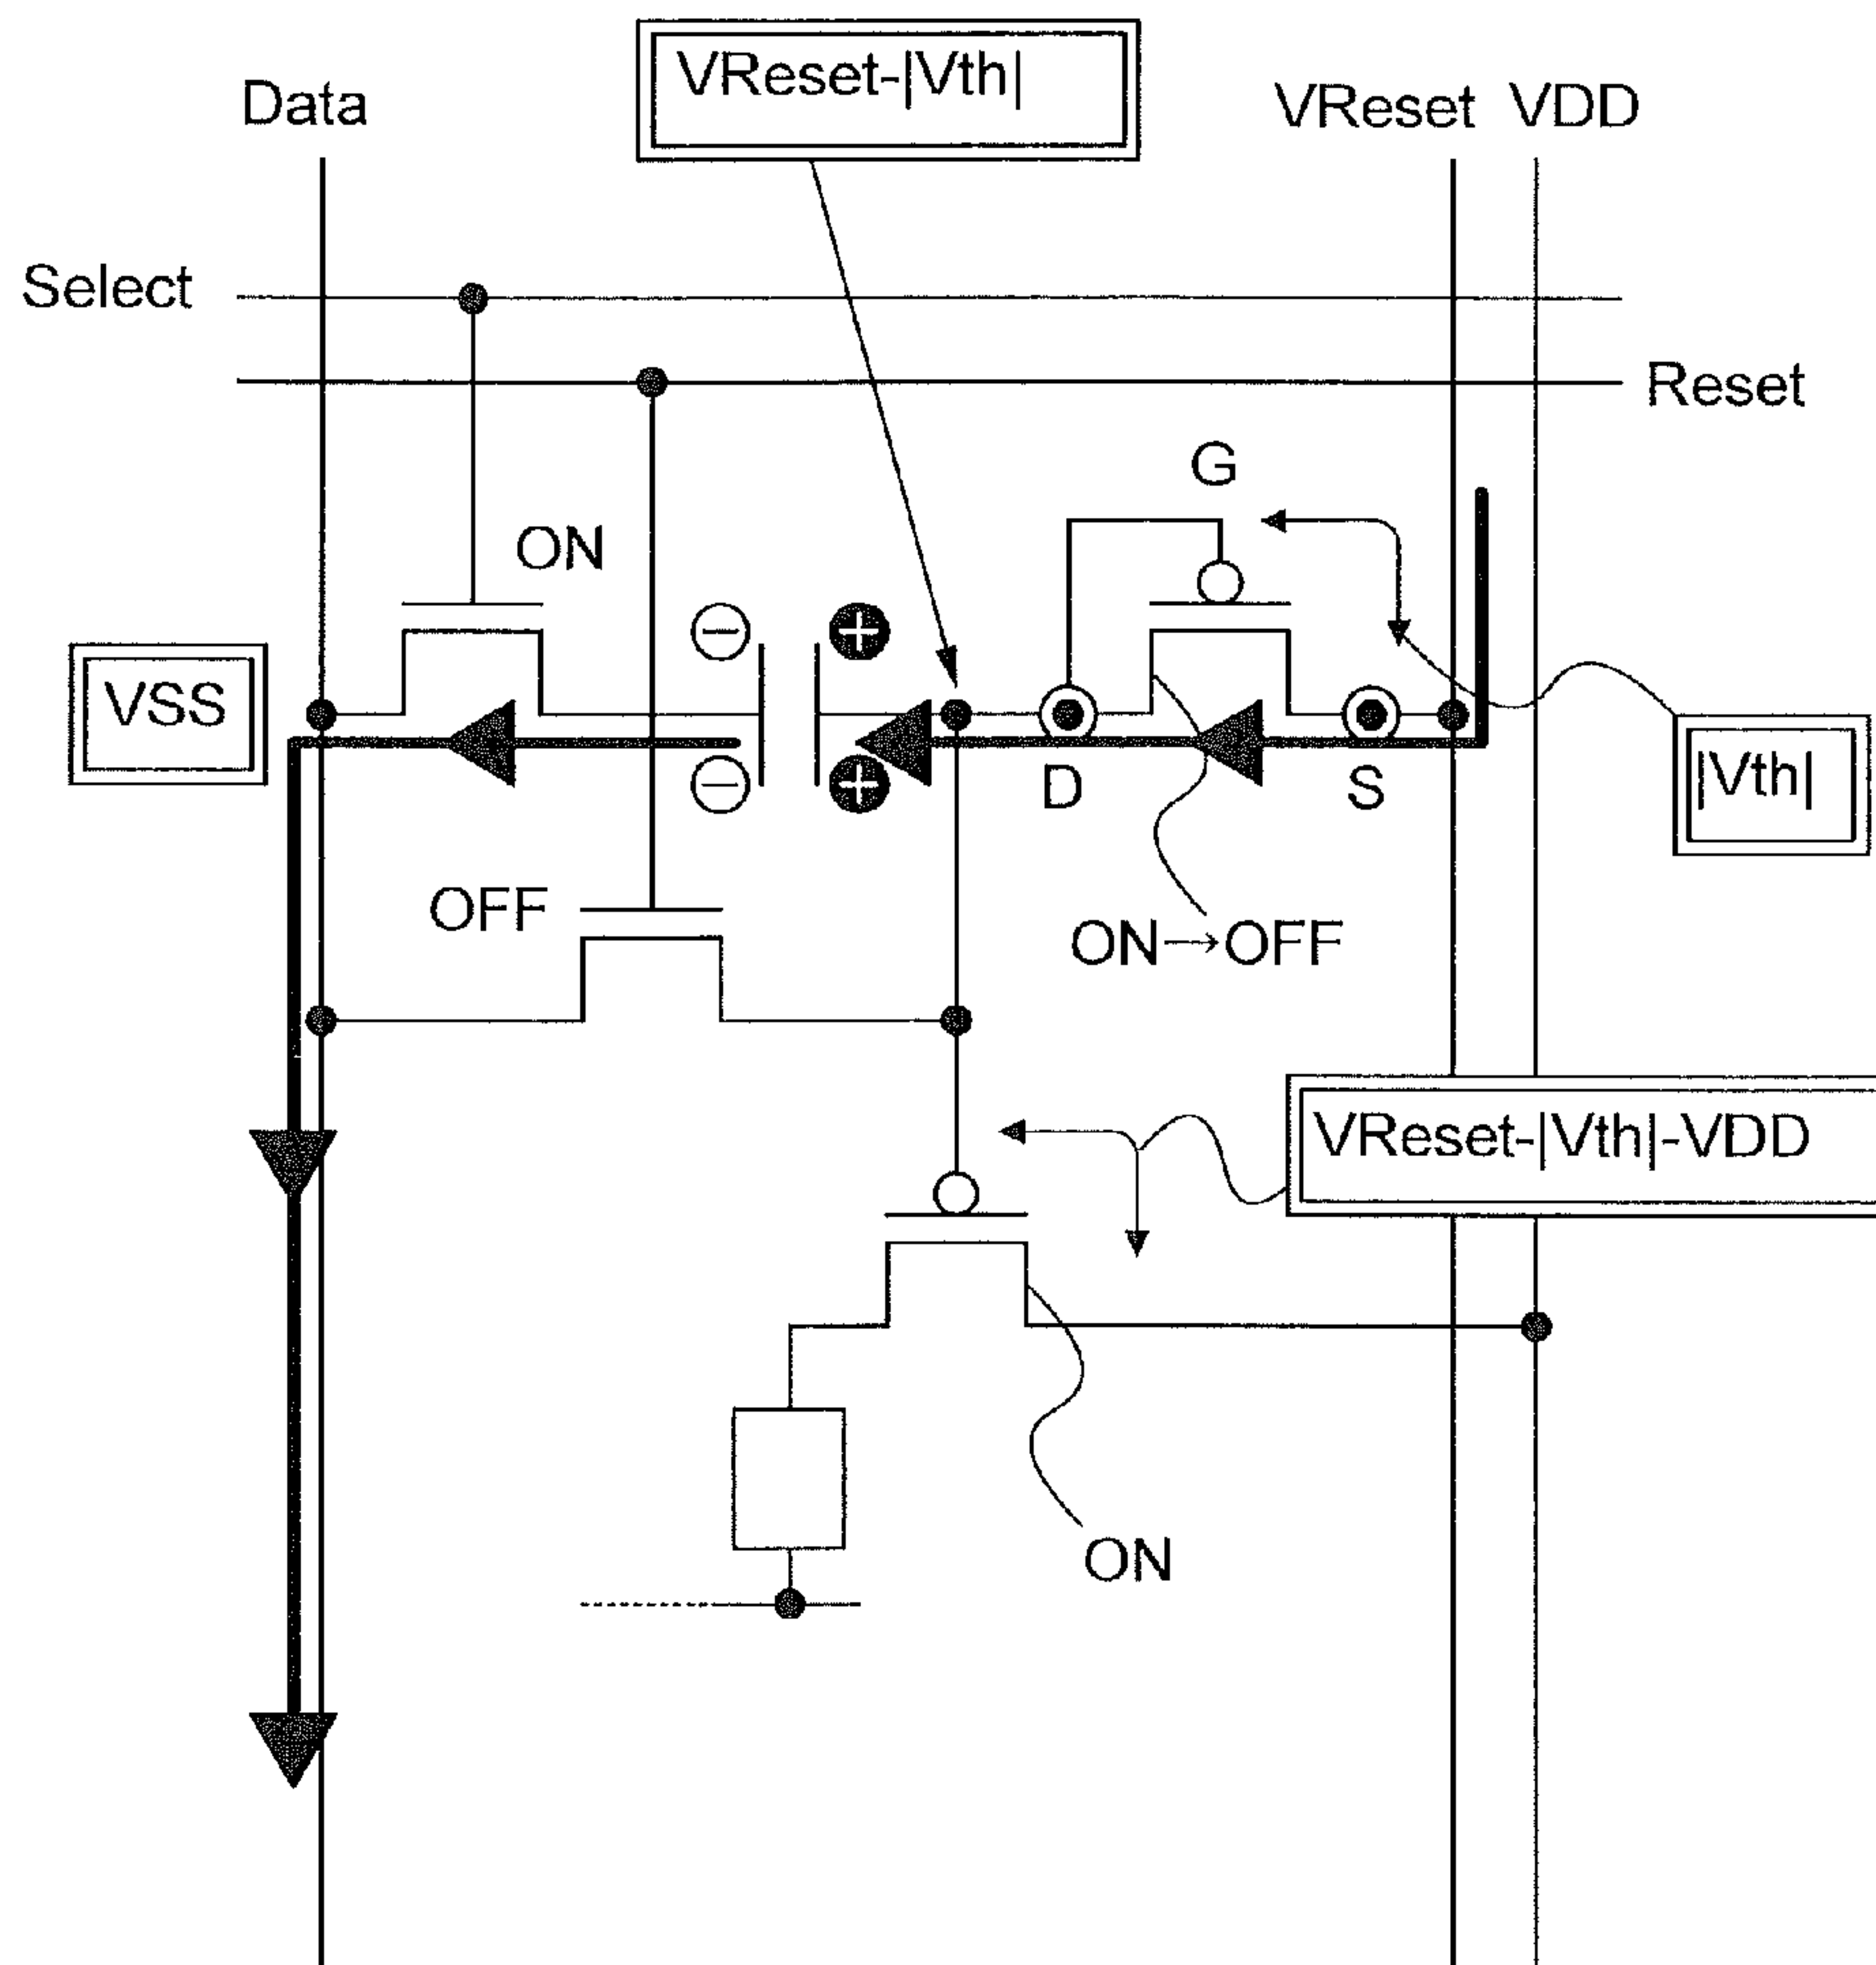 VReset-|Vth|
Data
VReset VDD
Select
Reset
G
ON
VSS
D
S
|Vth|
OFF
ON→OFF
VReset-|Vth|-VDD
ON